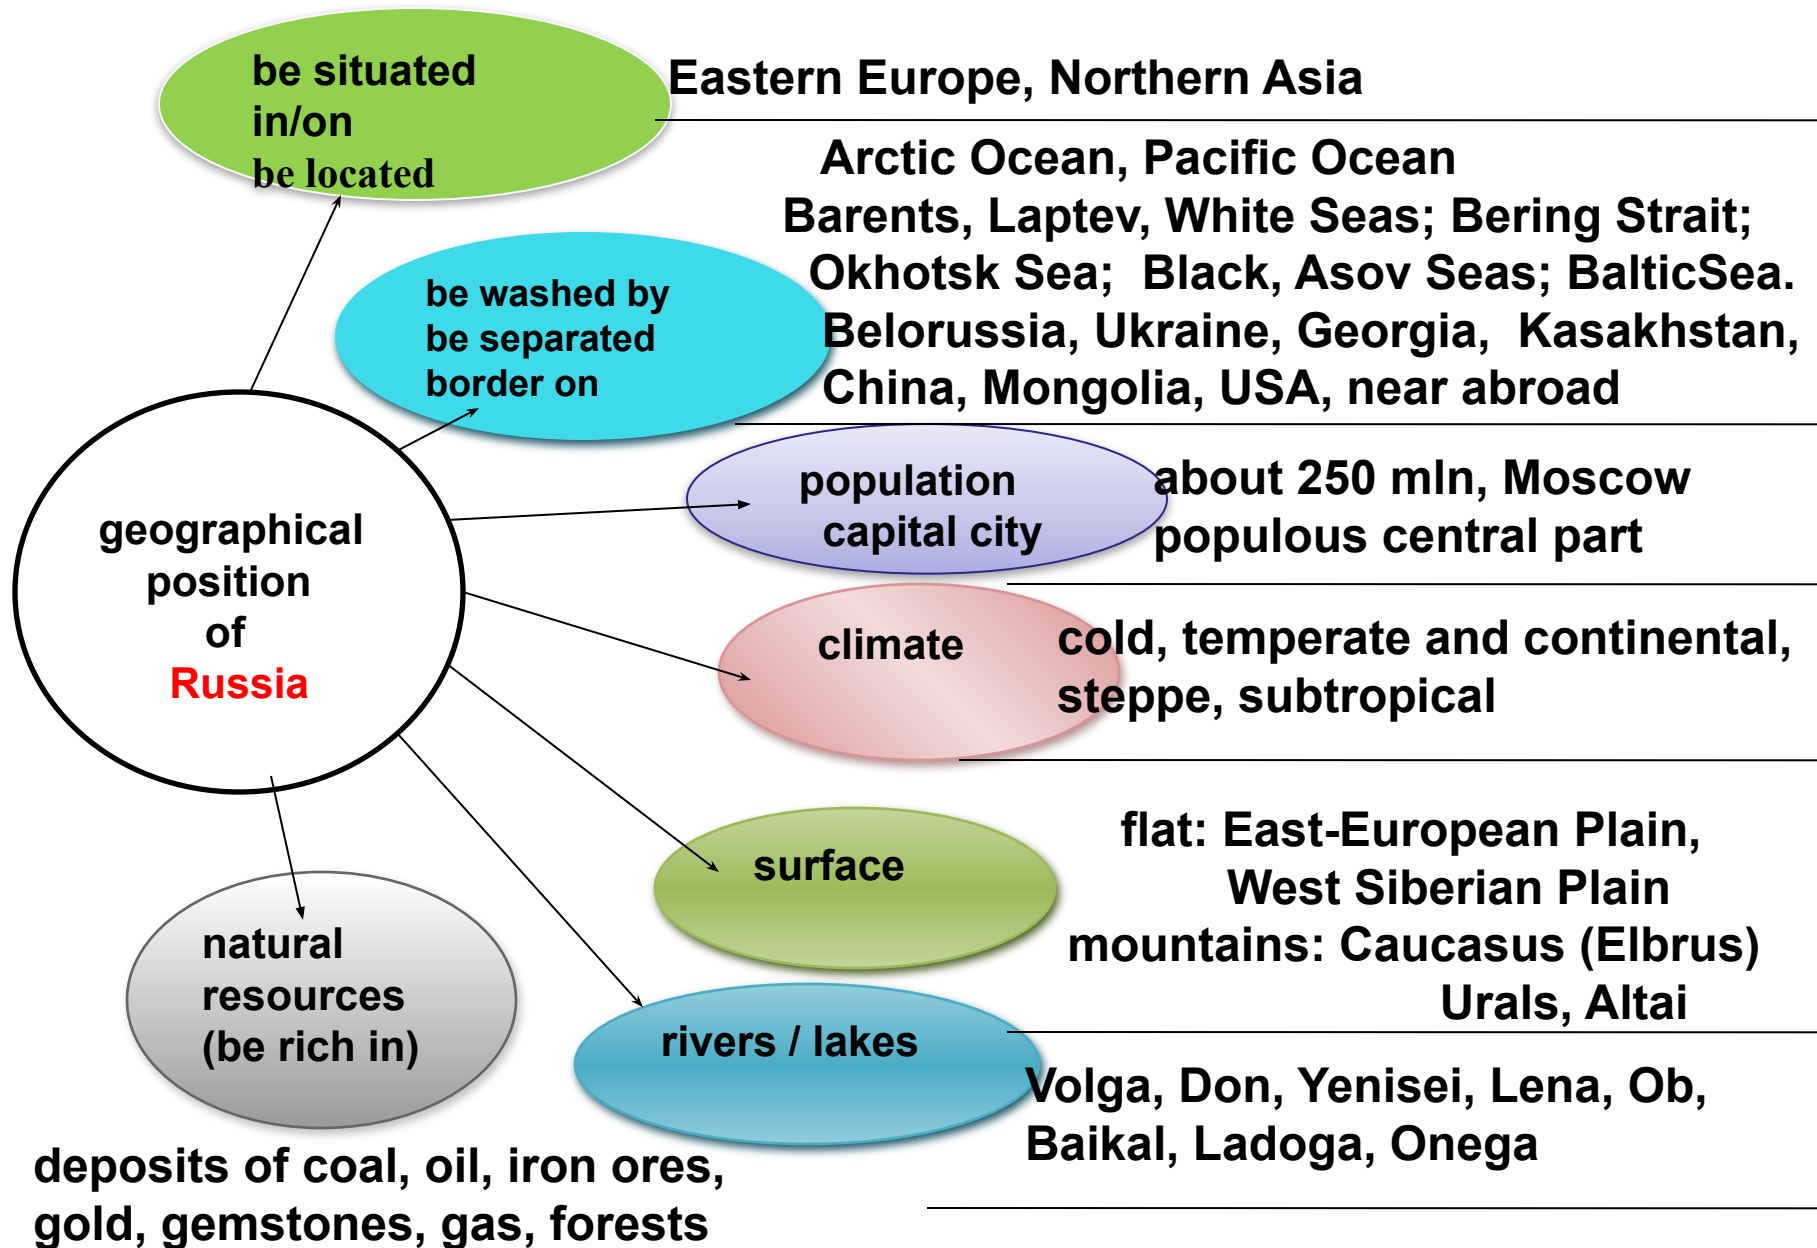 be situated
in/on
be located
Eastern Europe, Northern Asia
be washed by
be separated
border on
Arctic Ocean, Pacific Ocean
Barents, Laptev, White Seas; Bering Strait;
Okhotsk Sea; Black, Asov Seas; BalticSea.
Belorussia, Ukraine, Georgia, Kasakhstan,
China, Mongolia, USA, near abroad
geographical
position
of
Russia
population
capital city
about 250 mln, Moscow
populous central part
climate
cold, temperate and continental,
steppe, subtropical
surface
flat: East-European Plain,
West Siberian Plain
mountains: Caucasus (Elbrus)
Urals, Altai
rivers / lakes
Volga, Don, Yenisei, Lena, Ob,
Baikal, Ladoga, Onega
natural
resources
(be rich in)
deposits of coal, oil, iron ores,
gold, gemstones, gas, forests